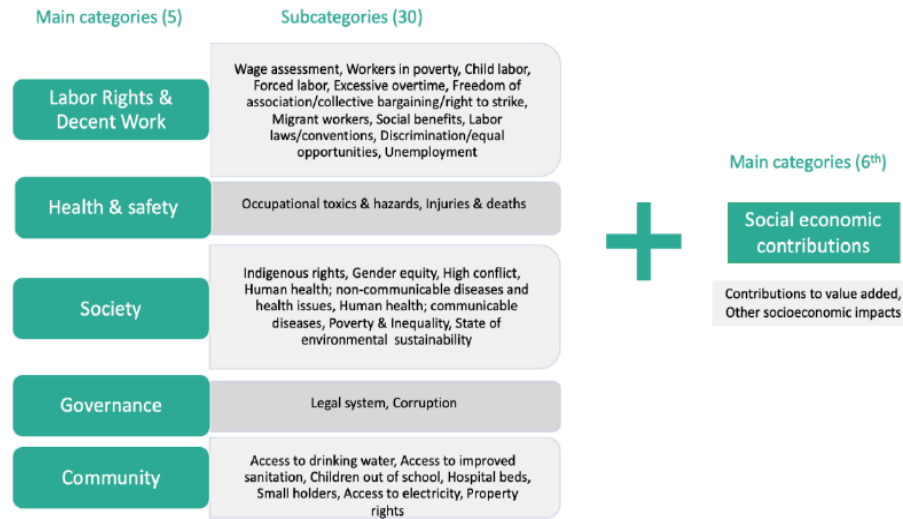 Main categories (5)
Subcategories (30)
Labor Rights &
Decent Work
Wage assessment, Workers in poverty, Child labor,
Forced labor, Excessive overtime, Freedom of
association/collective bargaining/right to strike,
Migrant workers, Social benefits, Labor
laws/conventions, Discrimination/equal
opportunities, Unemployment
Health & safety
Occupational toxics & hazards, Injuries & deaths
Society
Indigenous rights, Gender equity, High conflict,
Human health; non-communicable diseases and
health issues, Human health; communicable
diseases, Poverty & Inequality, State of
environmental sustainability
Governance
Legal system, Corruption
Community
Access to drinking water, Access to improved
sanitation, Children out of school, Hospital beds,
Small holders, Access to electricity, Property
rights
Main categories (6th)
Social economic
contributions
Contributions to value added,
Other socioeconomic impacts